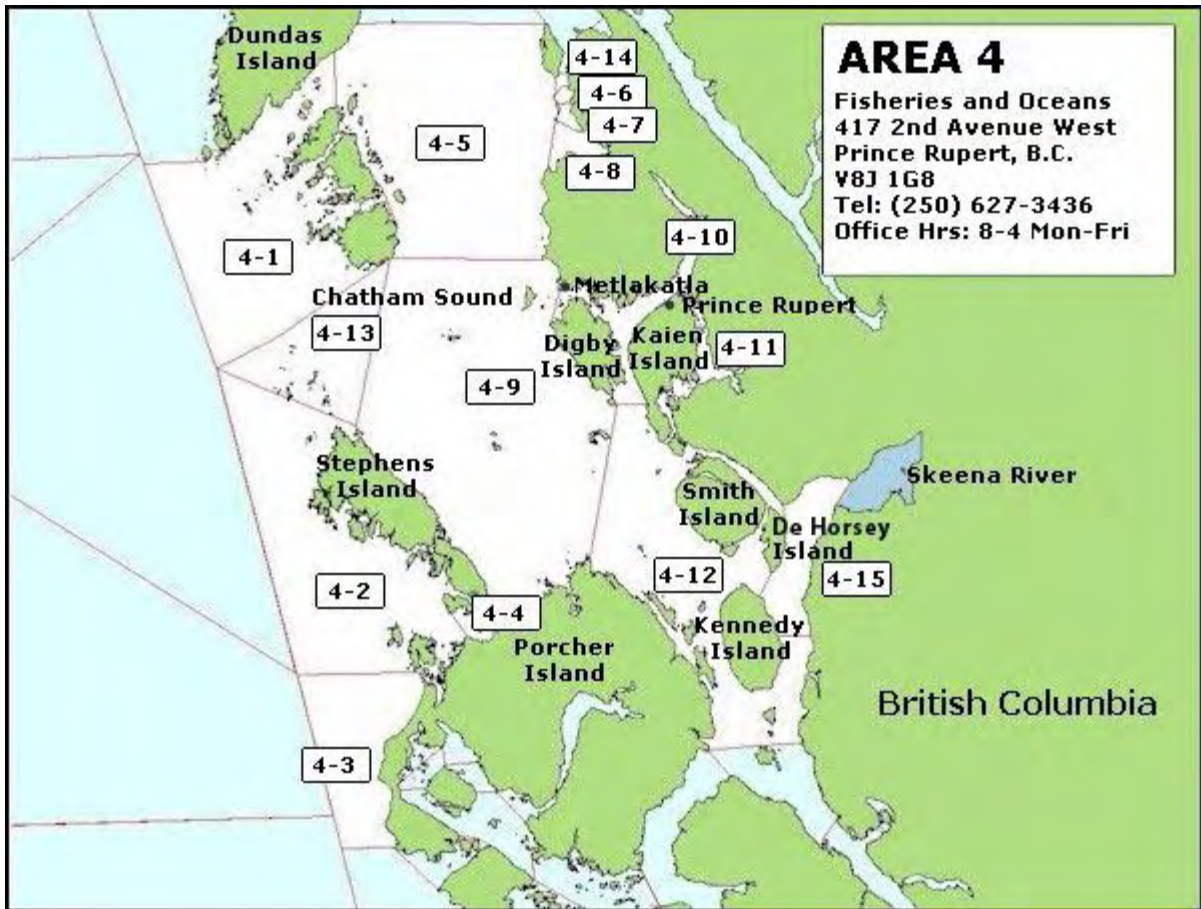 AREA 4
Fisheries and Oceans
417 2nd Avenue West
Prince Rupert, B.C.
V8J 1G8
Tel: (250) 627-3436
Office Hrs: 8-4 Mon-Fri
Dundas
Island
4-14
4-6
4-7
4-5
4-8
4-10
4-1
Metlakatla
Chatham Sound
Prince Rupert
4-13
Digby
Island
Kaien
Island
4-11
4-9
Stephens
Island
Skeena River
Smith
Island
De Horsey
Island
4-12
4-15
4-2
4-4
Kennedy
Island
Porcher
Island
British Columbia
4-3